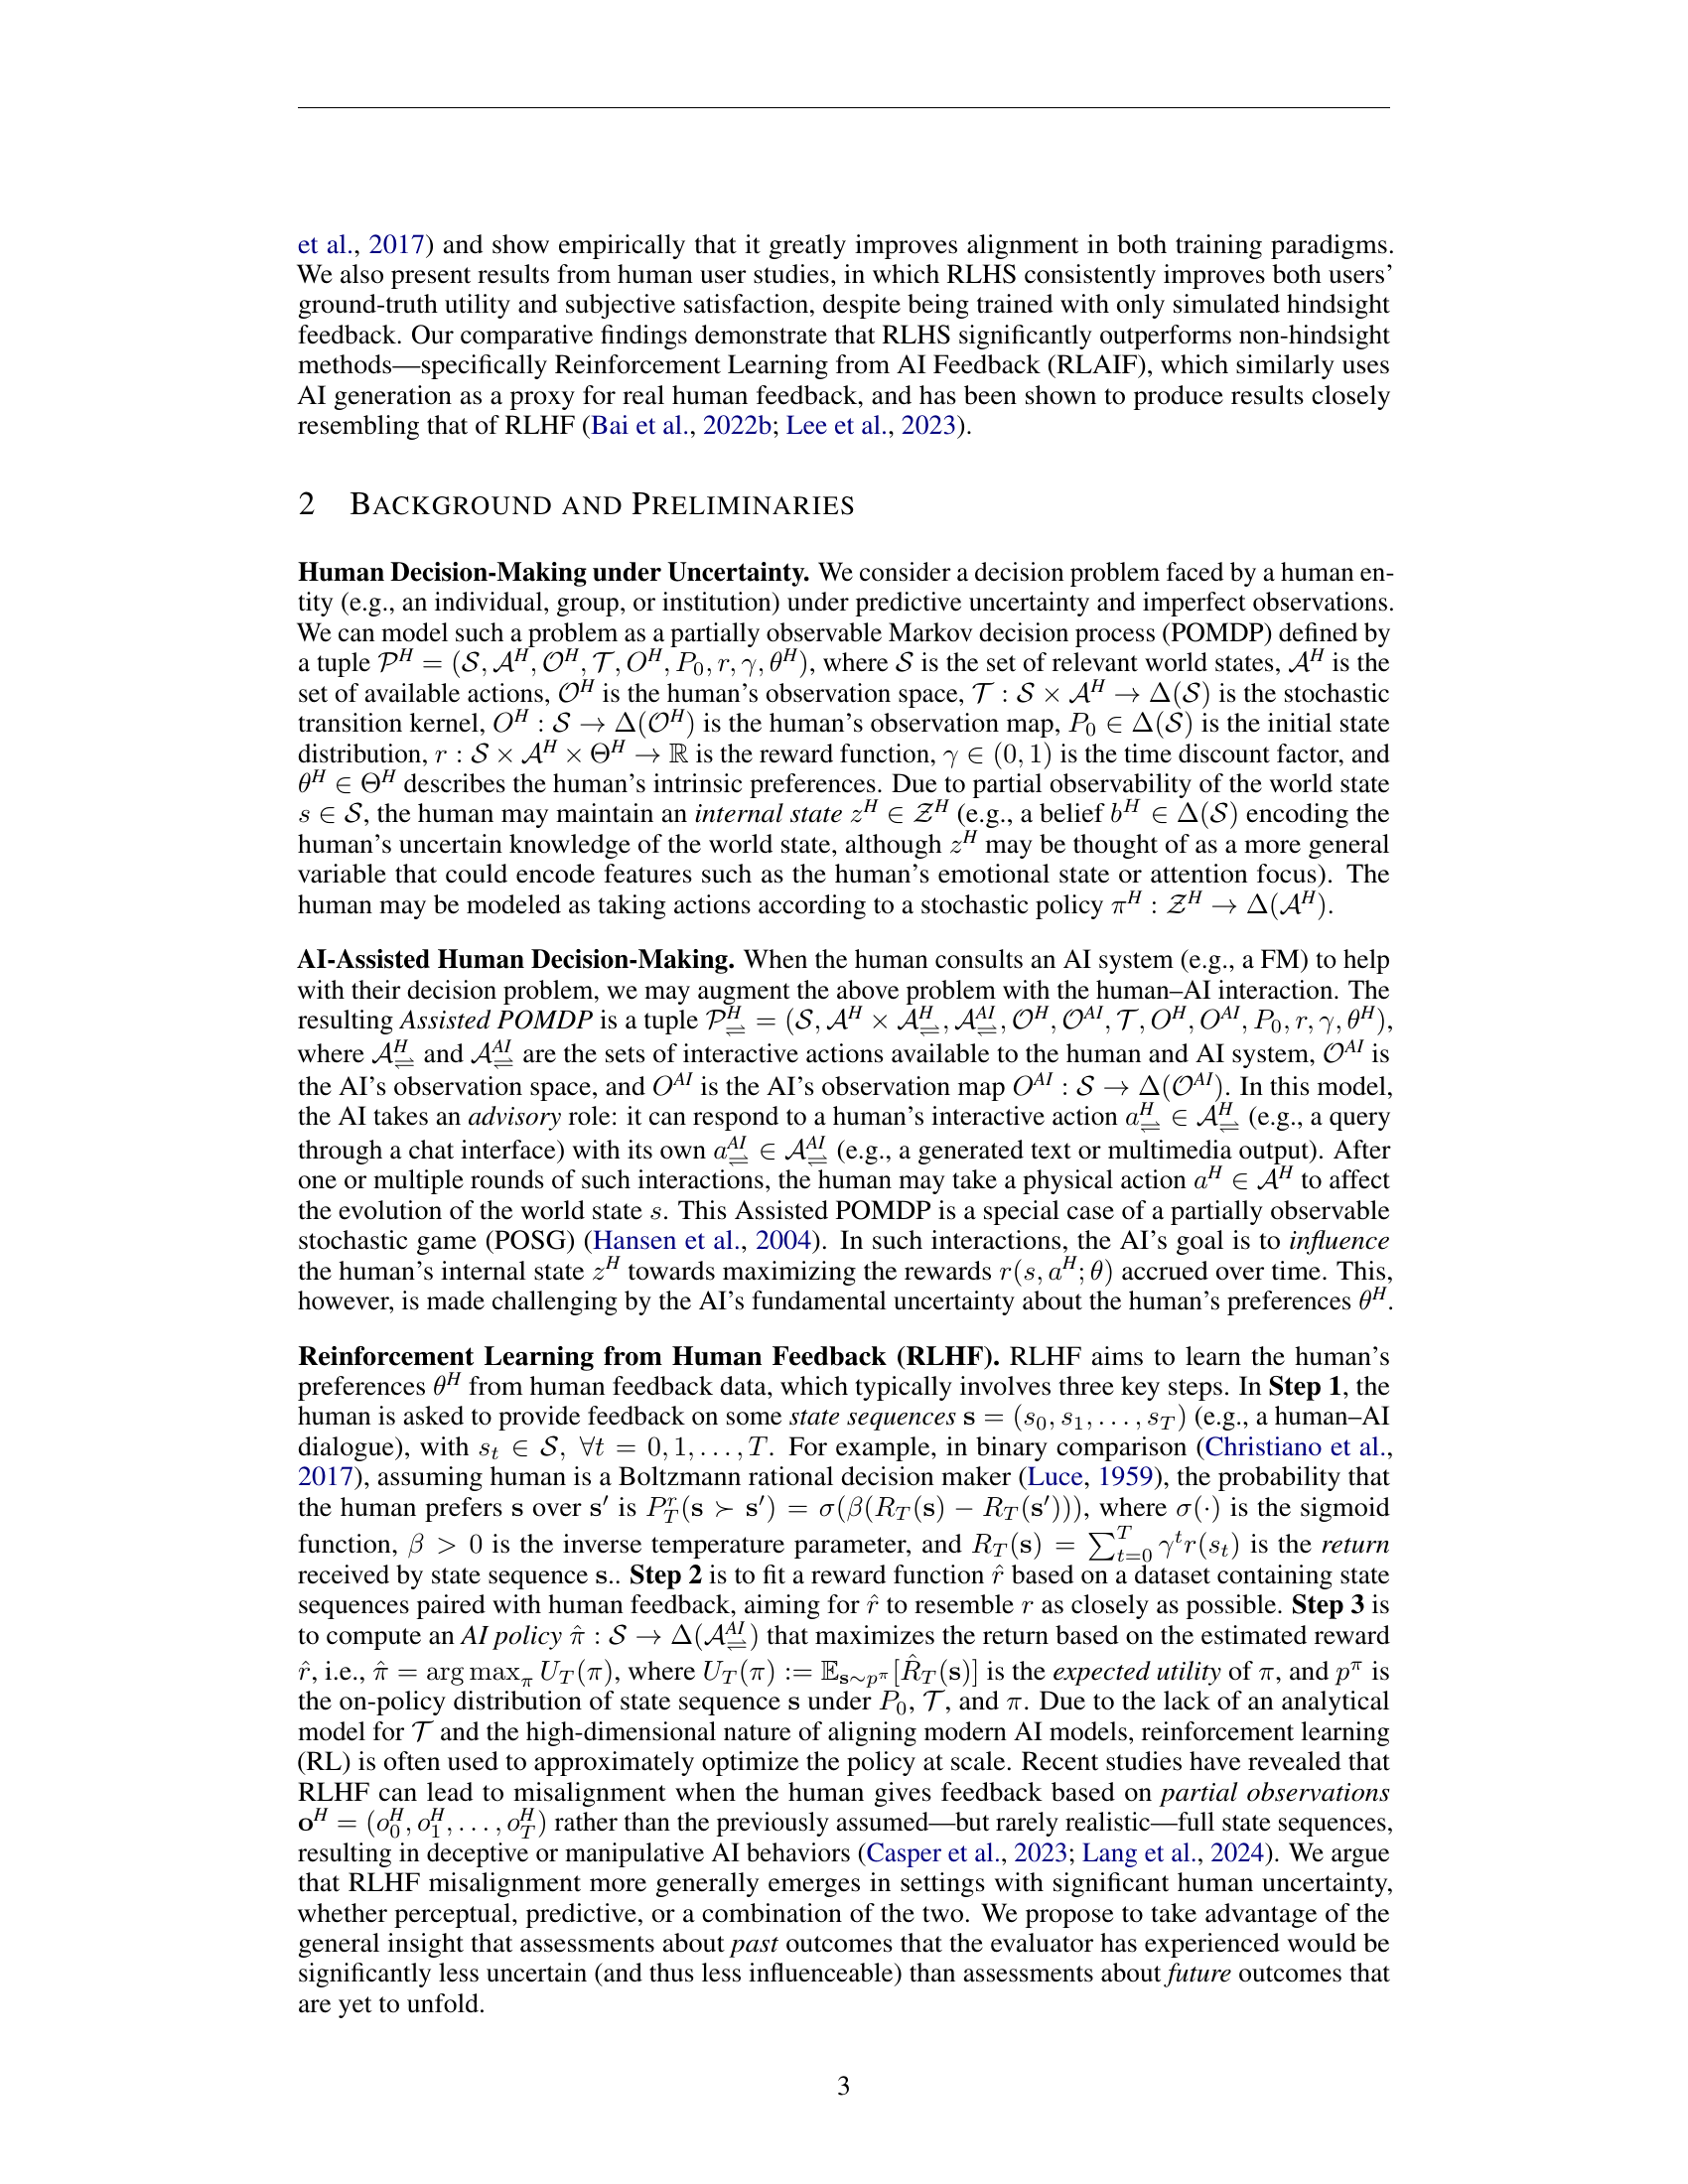 et al., 2017) and show empirically that it greatly improves alignment in both training paradigms.
We also present results from human user studies, in which RLHS consistently improves both users’
ground-truth utility and subjective satisfaction, despite being trained with only simulated hindsight
feedback. Our comparative findings demonstrate that RLHS significantly outperforms non-hindsight
methods—specifically Reinforcement Learning from AI Feedback (RLAIF), which similarly uses
AI generation as a proxy for real human feedback, and has been shown to produce results closely
resembling that of RLHF (Bai et al., 2022b; Lee et al., 2023).
2 BACKGROUND AND PRELIMINARIES
Human Decision-Making under Uncertainty. We consider a decision problem faced by a human en-
tity (e.g., an individual, group, or institution) under predictive uncertainty and imperfect observations.
We can model such a problem as a partially observable Markov decision process (POMDP) defined by
a tuple $\mathcal{P}^H = (\mathcal{S}, \mathcal{A}^H, \mathcal{O}^H, \mathcal{T}, O^H, P_0, r, \gamma, \theta^H)$, where $\mathcal{S}$ is the set of relevant world states, $\mathcal{A}^H$ is the
set of available actions, $\mathcal{O}^H$ is the human’s observation space, $\mathcal{T} : \mathcal{S} \times \mathcal{A}^H \to \Delta(\mathcal{S})$ is the stochastic
transition kernel, $O^H : \mathcal{S} \to \Delta(\mathcal{O}^H)$ is the human’s observation map, $P_0 \in \Delta(\mathcal{S})$ is the initial state
distribution, $r : \mathcal{S} \times \mathcal{A}^H \times \Theta^H \to \mathbb{R}$ is the reward function, $\gamma \in (0, 1)$ is the time discount factor, and
$\theta^H \in \Theta^H$ describes the human’s intrinsic preferences. Due to partial observability of the world state
$s \in \mathcal{S}$, the human may maintain an internal state $z^H \in \mathcal{Z}^H$ (e.g., a belief $b^H \in \Delta(\mathcal{S})$ encoding the
human’s uncertain knowledge of the world state, although $z^H$ may be thought of as a more general
variable that could encode features such as the human’s emotional state or attention focus). The
human may be modeled as taking actions according to a stochastic policy $\pi^H : \mathcal{Z}^H \to \Delta(\mathcal{A}^H)$.
AI-Assisted Human Decision-Making. When the human consults an AI system (e.g., a FM) to help
with their decision problem, we may augment the above problem with the human–AI interaction. The
resulting Assisted POMDP is a tuple $\mathcal{P}^H_{\rightleftharpoons} = (\mathcal{S}, \mathcal{A}^H \times \mathcal{A}^H_{\rightleftharpoons}, \mathcal{A}^{AI}_{\rightleftharpoons}, \mathcal{O}^H, \mathcal{O}^{AI}, \mathcal{T}, O^H, O^{AI}, P_0, r, \gamma, \theta^H)$,
where $\mathcal{A}^H_{\rightleftharpoons}$ and $\mathcal{A}^{AI}_{\rightleftharpoons}$ are the sets of interactive actions available to the human and AI system, $\mathcal{O}^{AI}$ is
the AI’s observation space, and $O^{AI}$ is the AI’s observation map $O^{AI} : \mathcal{S} \to \Delta(\mathcal{O}^{AI})$. In this model,
the AI takes an advisory role: it can respond to a human’s interactive action $a^H_{\rightleftharpoons} \in \mathcal{A}^H_{\rightleftharpoons}$ (e.g., a query
through a chat interface) with its own $a^{AI}_{\rightleftharpoons} \in \mathcal{A}^{AI}_{\rightleftharpoons}$ (e.g., a generated text or multimedia output). After
one or multiple rounds of such interactions, the human may take a physical action $a^H \in \mathcal{A}^H$ to affect
the evolution of the world state $s$. This Assisted POMDP is a special case of a partially observable
stochastic game (POSG) (Hansen et al., 2004). In such interactions, the AI’s goal is to influence
the human’s internal state $z^H$ towards maximizing the rewards $r(s, a^H; \theta)$ accrued over time. This,
however, is made challenging by the AI’s fundamental uncertainty about the human’s preferences $\theta^H$.
Reinforcement Learning from Human Feedback (RLHF). RLHF aims to learn the human’s
preferences $\theta^H$ from human feedback data, which typically involves three key steps. In Step 1, the
human is asked to provide feedback on some state sequences $\mathbf{s} = (s_0, s_1, \ldots, s_T)$ (e.g., a human–AI
dialogue), with $s_t \in \mathcal{S}, \forall t = 0, 1, \ldots, T$. For example, in binary comparison (Christiano et al.,
2017), assuming human is a Boltzmann rational decision maker (Luce, 1959), the probability that
the human prefers $\mathbf{s}$ over $\mathbf{s}'$ is $P^r_T(\mathbf{s} \succ \mathbf{s}') = \sigma(\beta(R_T(\mathbf{s}) - R_T(\mathbf{s}')))$, where $\sigma(\cdot)$ is the sigmoid
function, $\beta > 0$ is the inverse temperature parameter, and $R_T(\mathbf{s}) = \sum_{t=0}^T \gamma^t r(s_t)$ is the return
received by state sequence $\mathbf{s}$.. Step 2 is to fit a reward function $\hat{r}$ based on a dataset containing state
sequences paired with human feedback, aiming for $\hat{r}$ to resemble $r$ as closely as possible. Step 3 is
to compute an AI policy $\hat{\pi} : \mathcal{S} \to \Delta(\mathcal{A}^{AI}_{\rightleftharpoons})$ that maximizes the return based on the estimated reward
$\hat{r}$, i.e., $\hat{\pi} = \arg\max_\pi U_T(\pi)$, where $U_T(\pi) := \mathbb{E}_{\mathbf{s} \sim p^\pi}[\hat{R}_T(\mathbf{s})]$ is the expected utility of $\pi$, and $p^\pi$ is
the on-policy distribution of state sequence $\mathbf{s}$ under $P_0$, $\mathcal{T}$, and $\pi$. Due to the lack of an analytical
model for $\mathcal{T}$ and the high-dimensional nature of aligning modern AI models, reinforcement learning
(RL) is often used to approximately optimize the policy at scale. Recent studies have revealed that
RLHF can lead to misalignment when the human gives feedback based on partial observations
$\mathbf{o}^H = (o^H_0, o^H_1, \ldots, o^H_T)$ rather than the previously assumed—but rarely realistic—full state sequences,
resulting in deceptive or manipulative AI behaviors (Casper et al., 2023; Lang et al., 2024). We argue
that RLHF misalignment more generally emerges in settings with significant human uncertainty,
whether perceptual, predictive, or a combination of the two. We propose to take advantage of the
general insight that assessments about past outcomes that the evaluator has experienced would be
significantly less uncertain (and thus less influenceable) than assessments about future outcomes that
are yet to unfold.
3